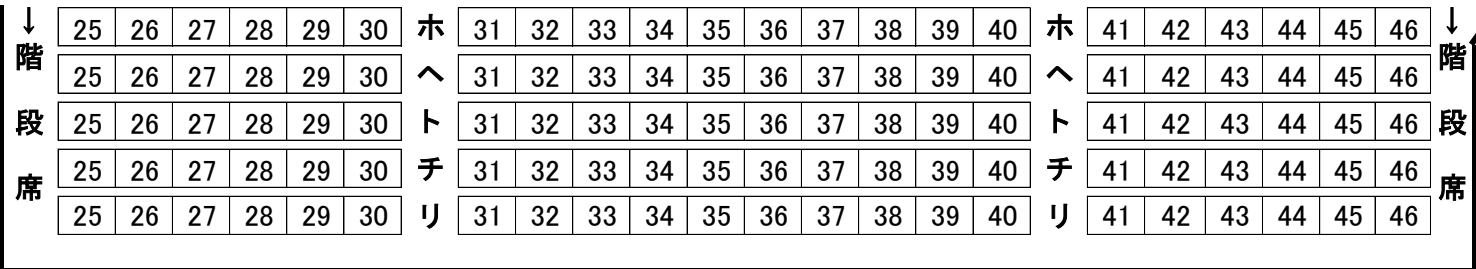 ↓階段席
25 26 27 28 29 30 ホ 31 32 33 34 35 36 37 38 39 40 ホ 41 42 43 44 45 46
25 26 27 28 29 30 ヘ 31 32 33 34 35 36 37 38 39 40 ヘ 41 42 43 44 45 46
25 26 27 28 29 30 ト 31 32 33 34 35 36 37 38 39 40 ト 41 42 43 44 45 46
25 26 27 28 29 30 チ 31 32 33 34 35 36 37 38 39 40 チ 41 42 43 44 45 46
25 26 27 28 29 30 リ 31 32 33 34 35 36 37 38 39 40 リ 41 42 43 44 45 46
↓階段席